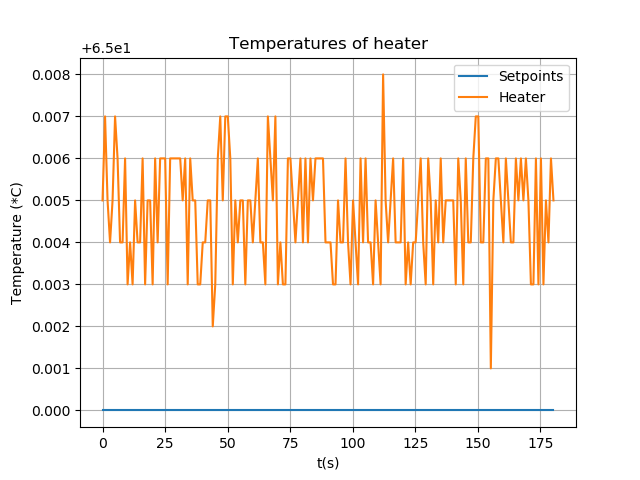 Temperatures of heater
+6.5e1
Setpoints
Heater
Temperature (*C)
0.008
0.007
0.006
0.005
0.004
0.003
0.002
0.001
0.000
0 25 50 75 100 125 150 175
t(s)